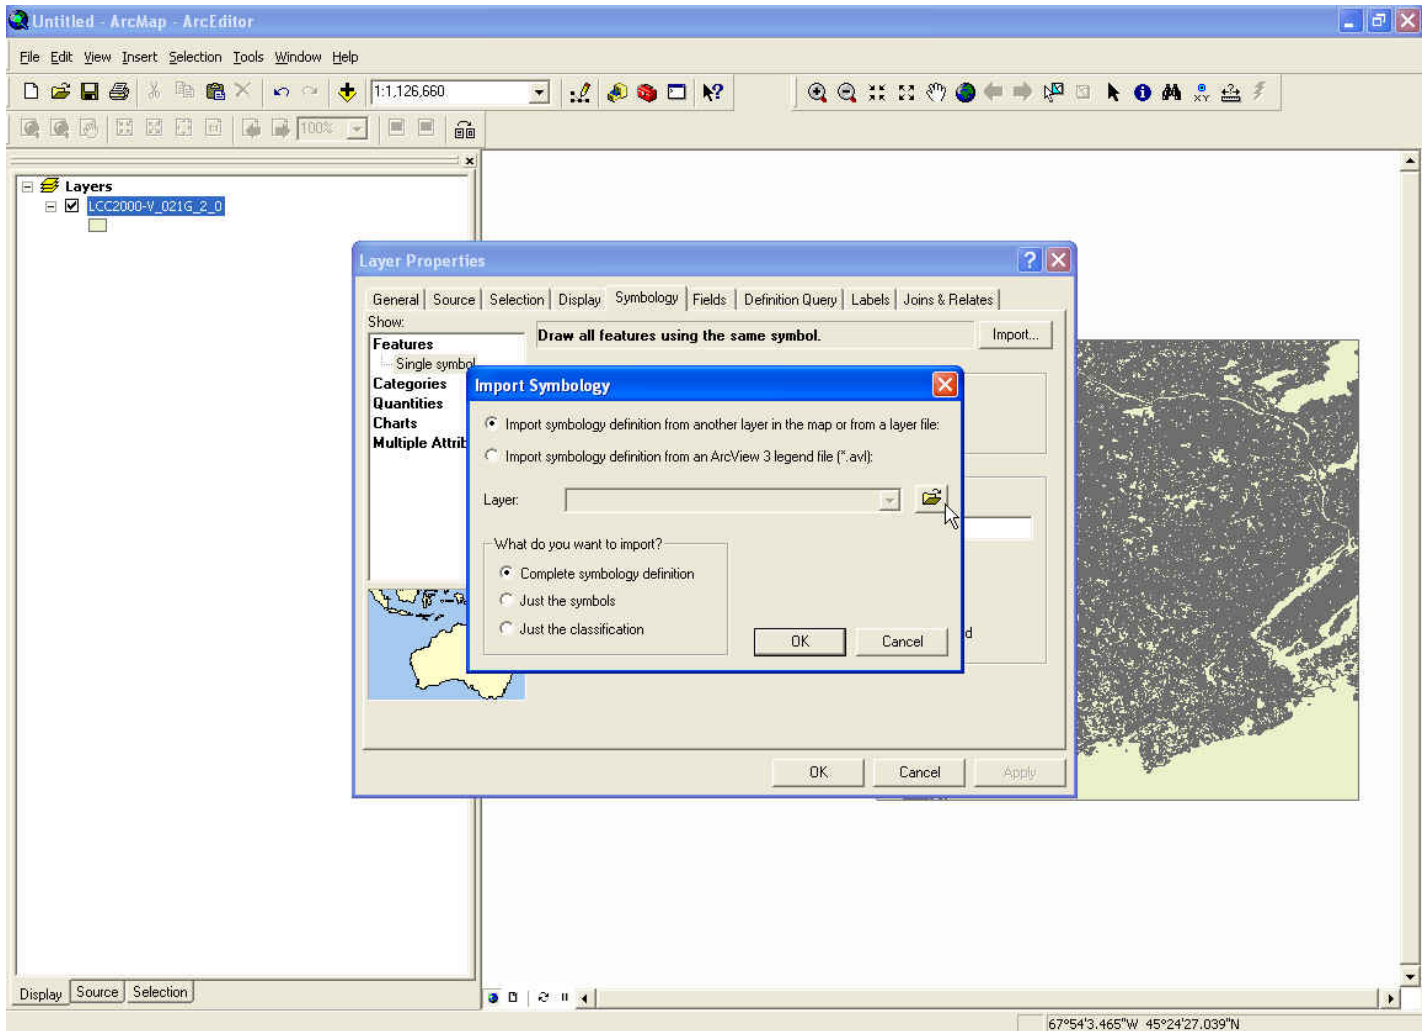 Untitled - ArcMap - ArcEditor
File Edit View Insert Selection Tools Window Help
1:1,126,660
100%
Layers
LCC2000-V_021G_2_0
Layer Properties
General Source Selection Display Symbology Fields Definition Query Labels Joins & Relates
Show:
Features
Single symbol
Categories
Quantities
Charts
Multiple Attrib
Draw all features using the same symbol.
Import...
Import Symbology
Import symbology definition from another layer in the map or from a layer file:
Import symbology definition from an ArcView 3 legend file (*.avl):
Layer:
What do you want to import?
Complete symbology definition
Just the symbols
Just the classification
OK Cancel
d
OK Cancel Apply
Display Source Selection
67°54'3.465"W 45°24'27.039"N